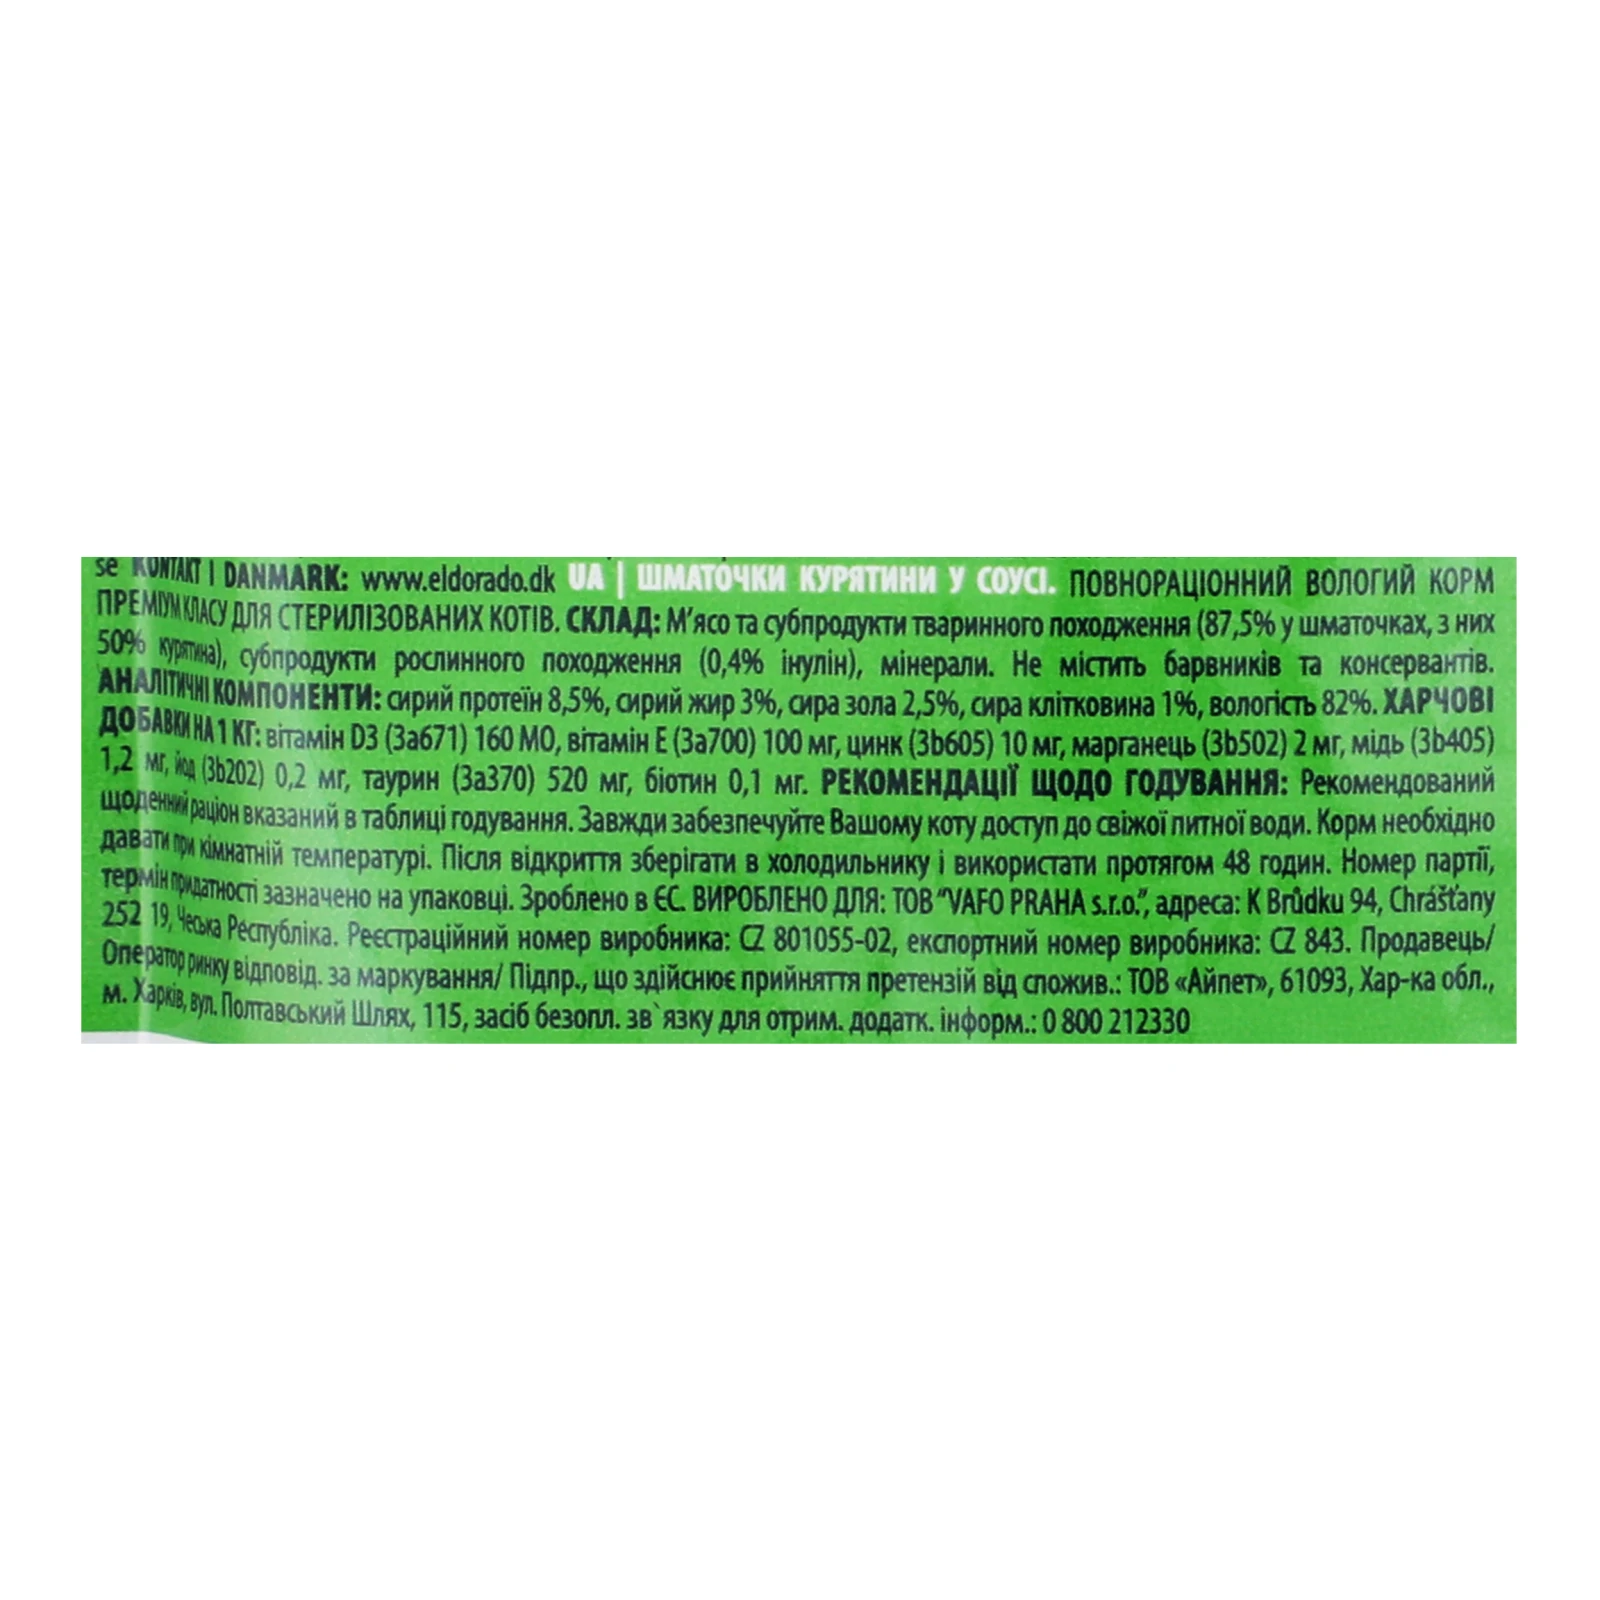 se KONTAKT I DANMARK: www.eldorado.dk UA | ШМАТОЧКИ КУРЯТИНИ У СОУСІ. ПОВНОРАЦІОННИЙ ВОЛОГИЙ КОРМ
ПРЕМІУМ КЛАСУ ДЛЯ СТЕРИЛІЗОВАНИХ КОТІВ. СКЛАД: М'ясо та субпродукти тваринного походження (87,5% у шматочках, з них
50% курятина), субпродукти рослинного походження (0,4% інулін), мінерали. Не містить барвників та консервантів.
АНАЛІТИЧНІ КОМПОНЕНТИ: сирий протеїн 8,5%, сирий жир 3%, сира зола 2,5%, сира клітковина 1%, вологість 82%. ХАРЧОВІ
ДОБАВКИ НА 1 КГ: вітамін D3 (3a671) 160 МО, вітамін Е (3a700) 100 мг, цинк (3b605) 10 мг, марганець (3b502) 2 мг, мідь (3b405)
1,2 мг, йод (3b202) 0,2 мг, таурин (3a370) 520 мг, біотин 0,1 мг. РЕКОМЕНДАЦІЇ ЩОДО ГОДУВАННЯ: Рекомендований
щоденний раціон вказаний в таблиці годування. Завжди забезпечуйте Вашому коту доступ до свіжої питної води. Корм необхідно
давати при кімнатній температурі. Після відкриття зберігати в холодильнику і використати протягом 48 годин. Номер партії,
термін придатності зазначено на упаковці. Зроблено в ЄС. ВИРОБЛЕНО ДЛЯ: ТОВ "VAFO PRAHA s.r.o.", адреса: K Brůdku 94, Chrášťany
252 19, Чеська Республіка. Реєстраційний номер виробника: CZ 801055-02, експортний номер виробника: CZ 843. Продавець/
Оператор ринку відповід. за маркування/ Підпр., що здійснює прийняття претензій від спожив.: ТОВ «Айпет», 61093, Хар-ка обл.,
м. Харків, вул. Полтавський Шлях, 115, засіб безопл. зв`язку для отрим. додатк. інформ.: 0 800 212330